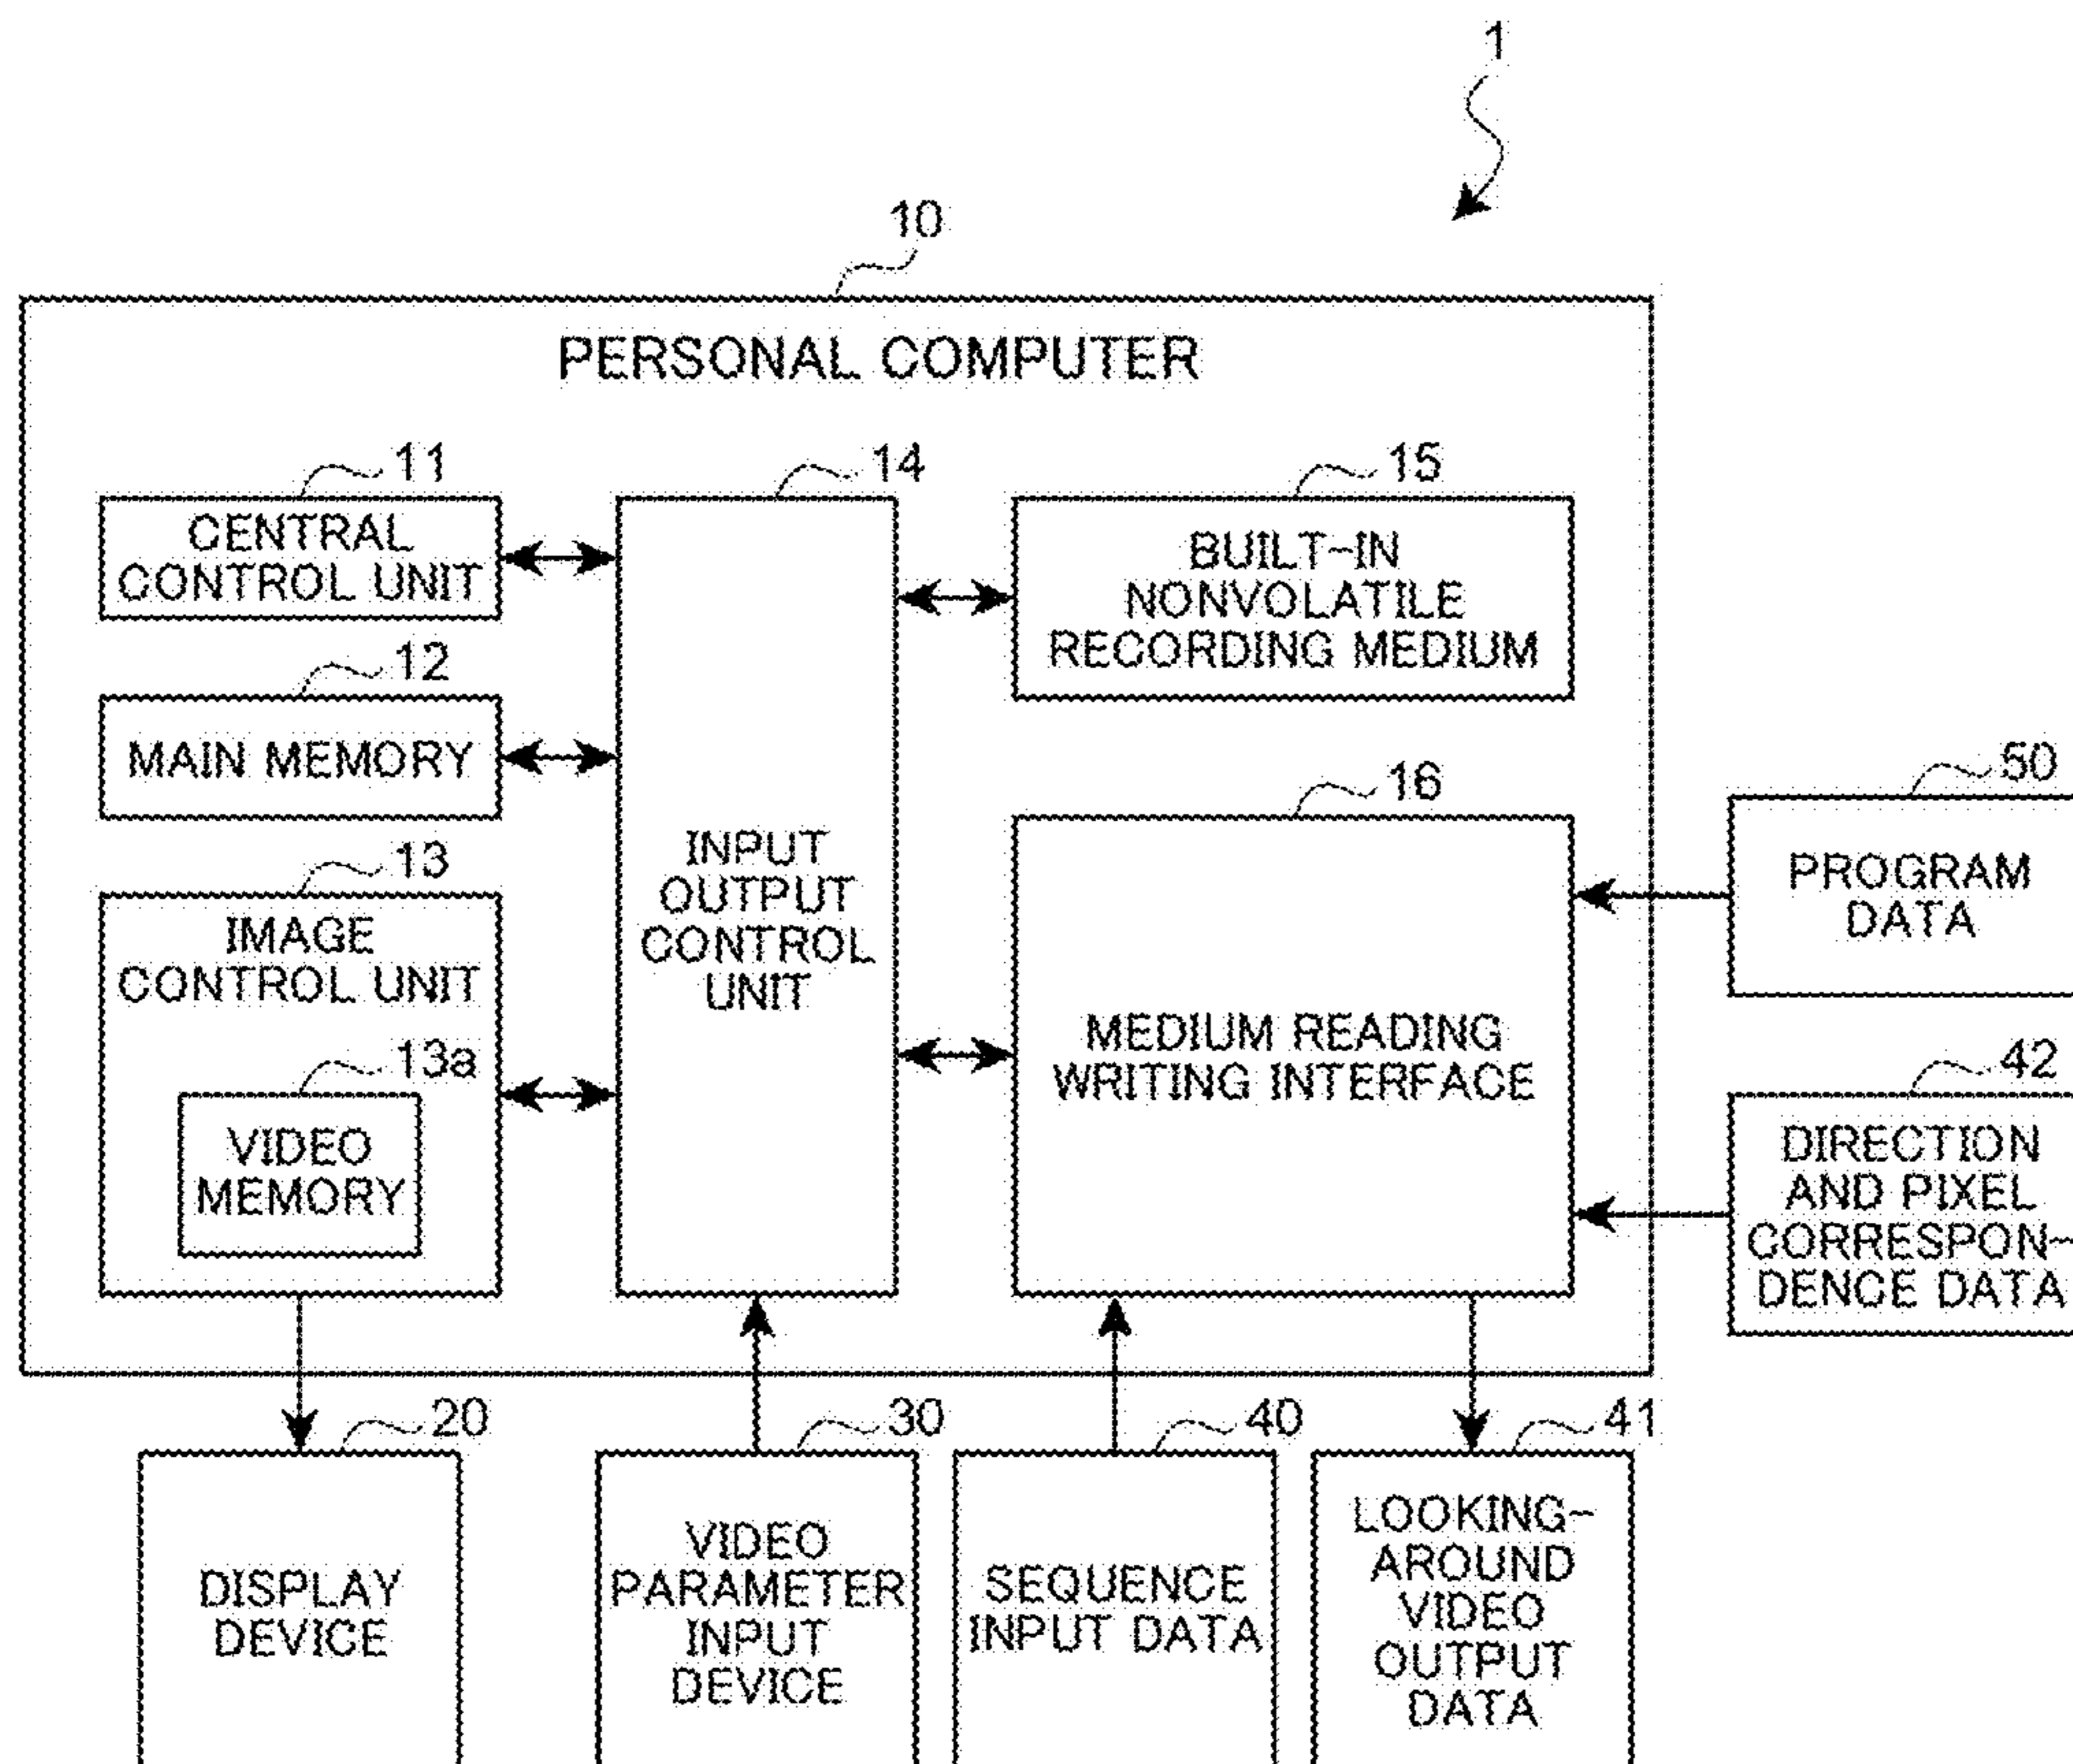 1
10
PERSONAL COMPUTER
11
CENTRAL
CONTROL UNIT
12
MAIN MEMORY
13
IMAGE
CONTROL UNIT
13a
VIDEO
MEMORY
14
INPUT
OUTPUT
CONTROL
UNIT
15
BUILT-IN
NONVOLATILE
RECORDING MEDIUM
16
MEDIUM READING
WRITING INTERFACE
50
PROGRAM
DATA
42
DIRECTION
AND PIXEL
CORRESPON-
DENCE DATA
20
DISPLAY
DEVICE
30
VIDEO
PARAMETER
INPUT
DEVICE
40
SEQUENCE
INPUT DATA
41
LOOKING-
AROUND
VIDEO
OUTPUT
DATA